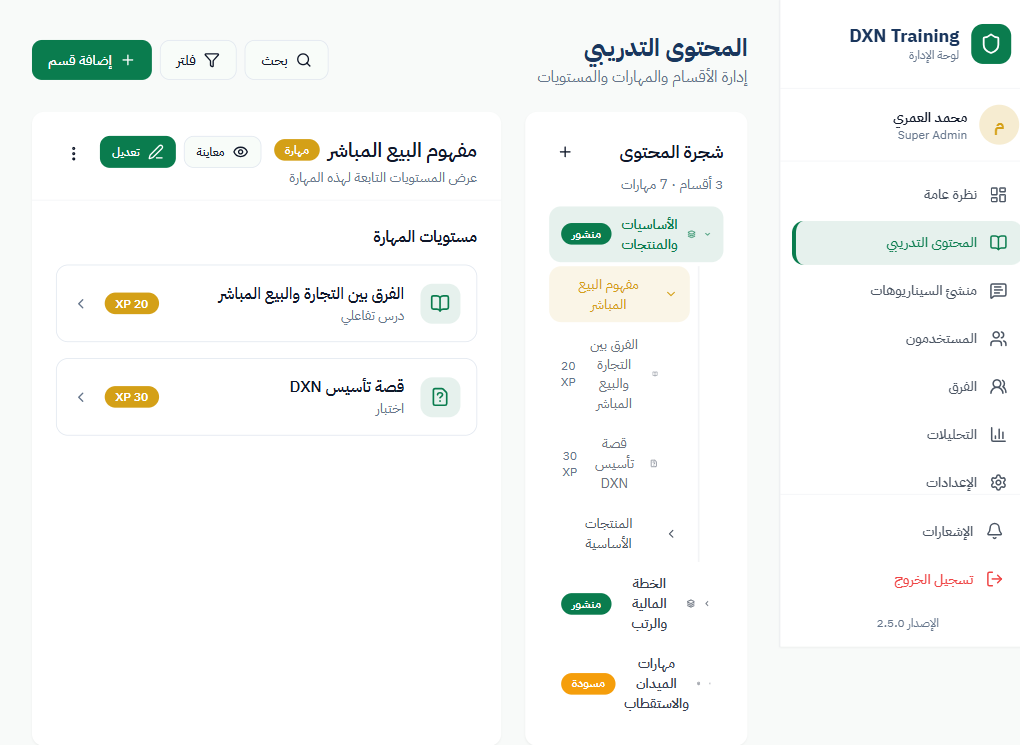 DXN Training
لوحة الإدارة
م
محمد العمري
Super Admin
نظرة عامة
المحتوى التدريبي
منشئ السيناريوهات
المستخدمون
الفرق
التحليلات
الإعدادات
الإشعارات
تسجيل الخروج
الإصدار 2.5.0
المحتوى التدريبي
إدارة الأقسام والمهارات والمستويات
بحث
فلتر
إضافة قسم
شجرة المحتوى
3 أقسام · 7 مهارات
الأساسيات
والمنتجات
منشور
مفهوم البيع
المباشر
الفرق بين
التجارة
والبيع
المباشر
20
XP
قصة
تأسيس
DXN
30
XP
المنتجات
الأساسية
الخطة
المالية
والرتب
منشور
مهارات
الميدان
والاستقطاب
مسودة
مفهوم البيع المباشر
مهارة
معاينة
تعديل
عرض المستويات التابعة لهذه المهارة
مستويات المهارة
الفرق بين التجارة والبيع المباشر
درس تفاعلي
20 XP
قصة تأسيس DXN
اختبار
30 XP